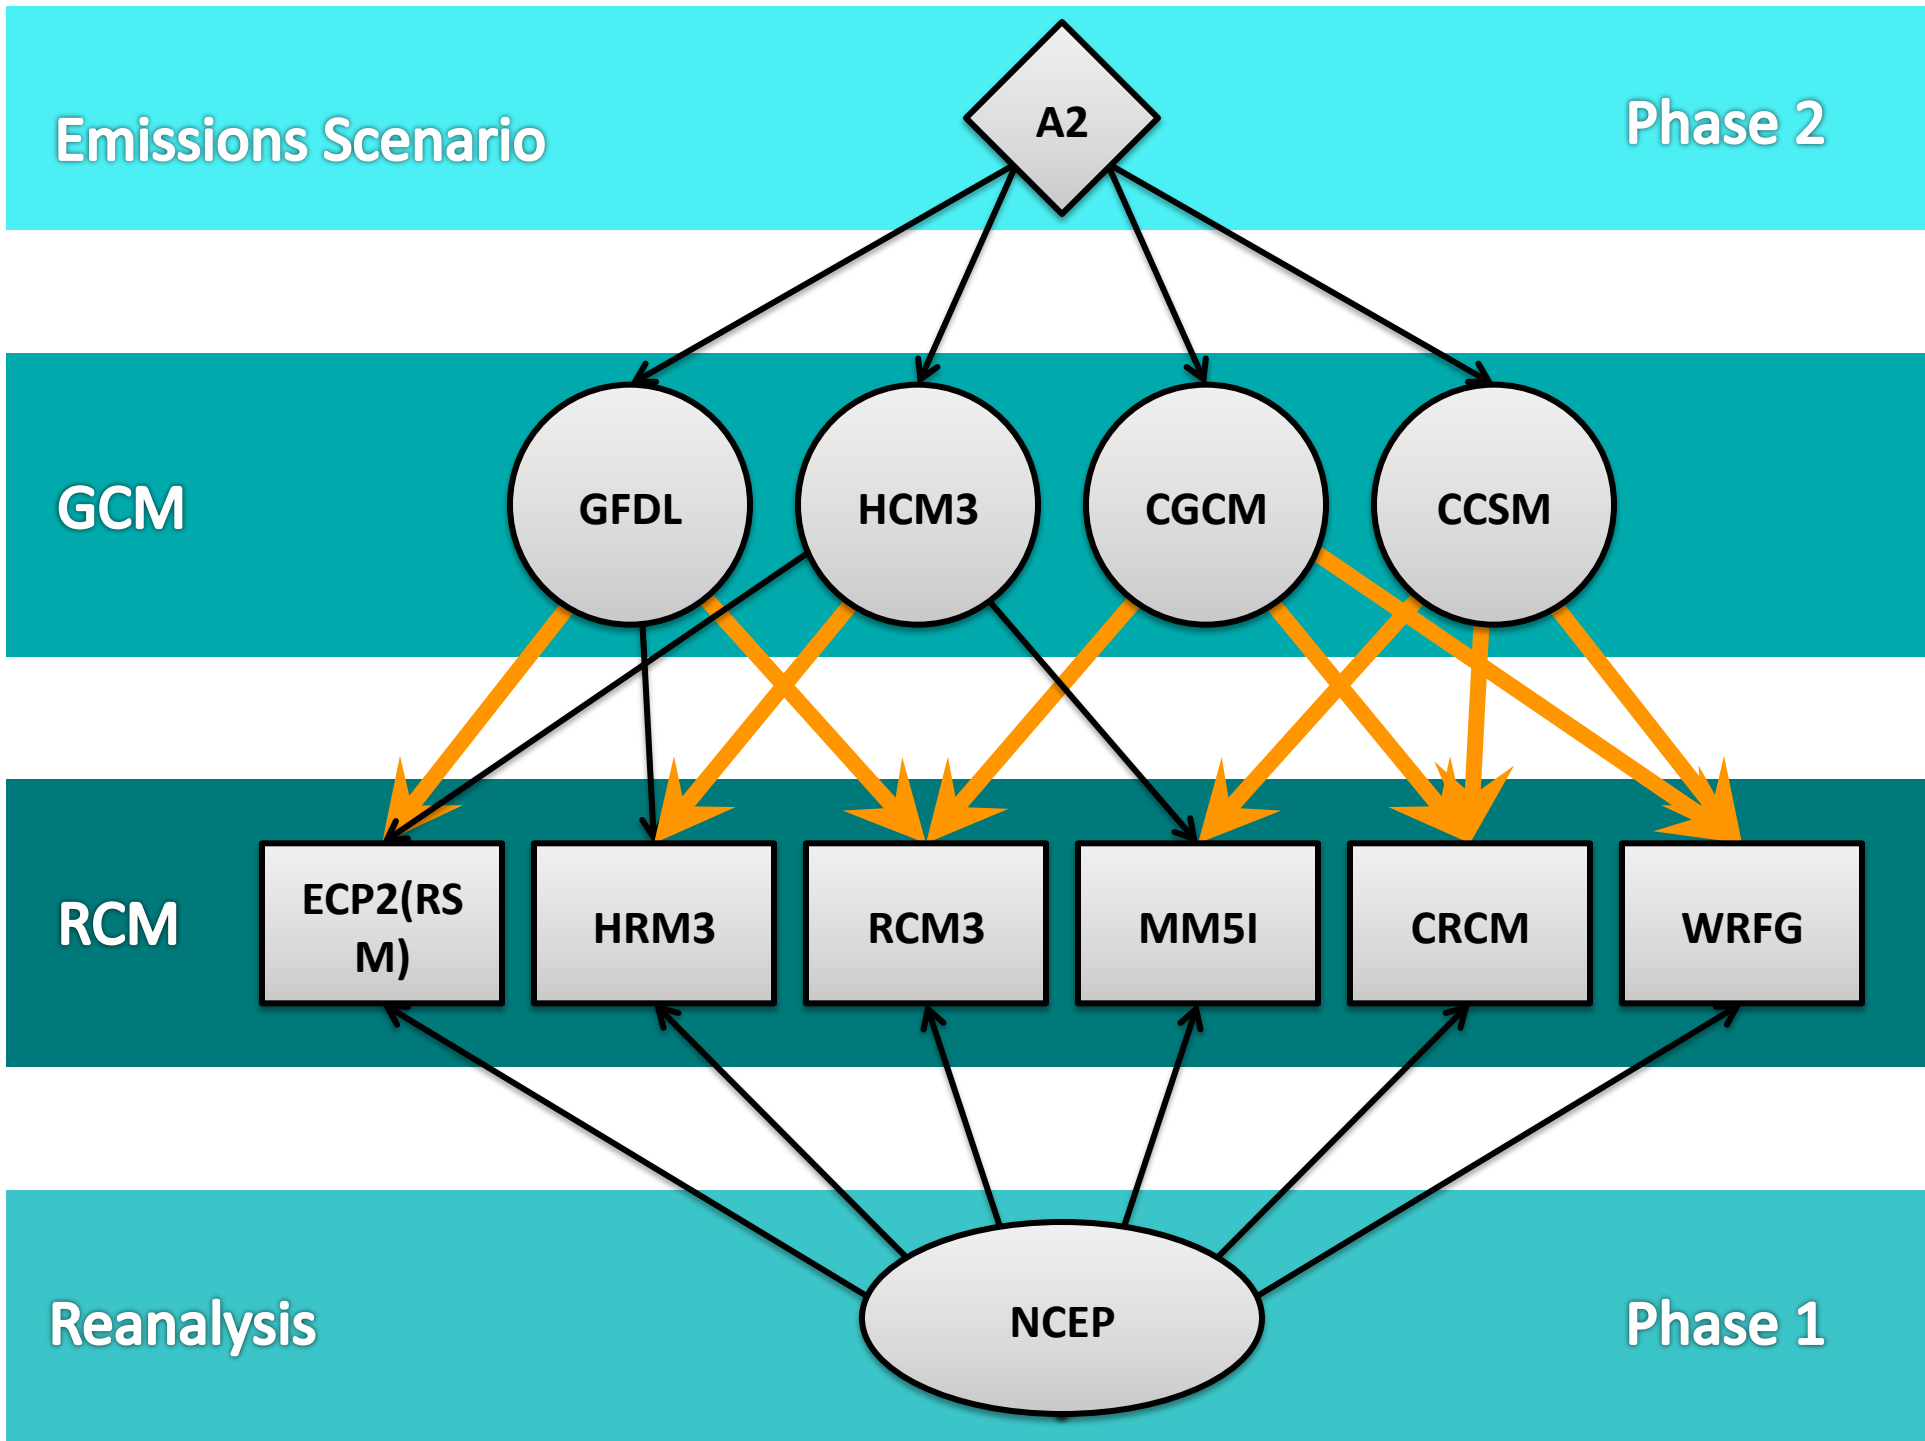 Emissions Scenario
A2
Phase 2
GCM
GFDL
HCM3
CGCM
CCSM
RCM
ECP2(RS
M)
HRM3
RCM3
MM5I
CRCM
WRFG
Reanalysis
NCEP
Phase 1